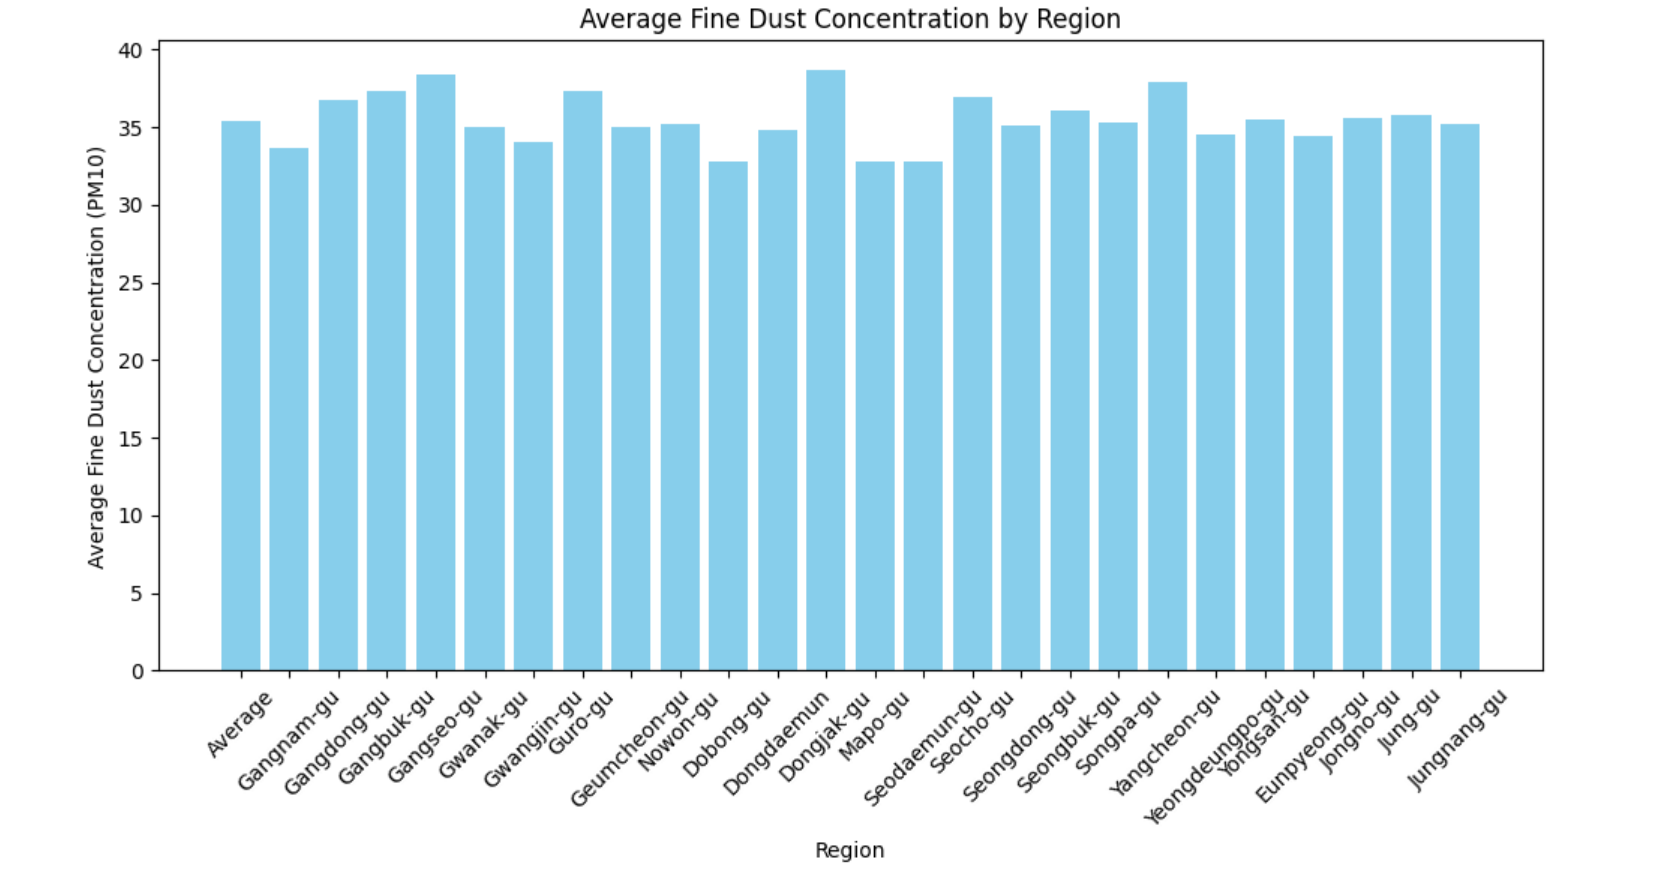 Average Fine Dust Concentration by Region
Average Fine Dust Concentration (PM10)
40
35
30
25
20
15
10
5
0
Average
Gangnam-gu
Gangdong-gu
Gangbuk-gu
Gangseo-gu
Gwanak-gu
Gwangjin-gu
Guro-gu
Geumcheon-gu
Nowon-gu
Dobong-gu
Dongdaemun
Dongjak-gu
Mapo-gu
Seodaemun-gu
Seocho-gu
Seongdong-gu
Seongbuk-gu
Songpa-gu
Yangcheon-gu
Yeongdeungpo-gu
Yongsan-gu
Eunpyeong-gu
Jongno-gu
Jung-gu
Jungnang-gu
Region